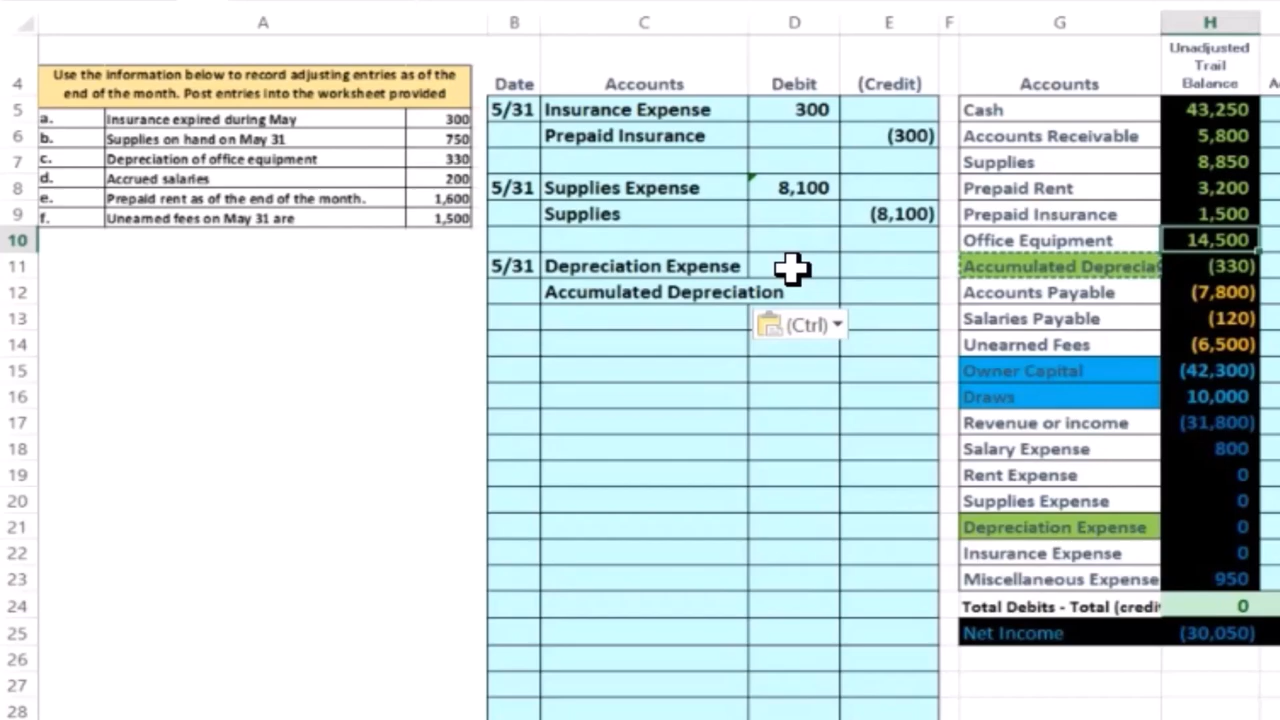 A B C D E F G H
Unadjusted
Trail
Balance
4 Date Accounts Debit (Credit) Accounts
Use the information below to record adjusting entries as of the
end of the month. Post entries into the worksheet provided
a. Insurance expired during May 300
b. Supplies on hand on May 31 750
c. Depreciation of office equipment 330
d. Accrued salaries 200
e. Prepaid rent as of the end of the month. 1,600
f. Unearned fees on May 31 are 1,500
5 5/31 Insurance Expense 300 Cash 43,250
6 Prepaid Insurance (300) Accounts Receivable 5,800
7 Supplies 8,850
8 5/31 Supplies Expense 8,100 Prepaid Rent 3,200
9 Supplies (8,100) Prepaid Insurance 1,500
10 Office Equipment 14,500
11 5/31 Depreciation Expense Accumulated Deprecia (330)
12 Accumulated Depreciation Accounts Payable (7,800)
13 (Ctrl) Salaries Payable (120)
14 Unearned Fees (6,500)
15 Owner Capital (42,300)
16 Draws 10,000
17 Revenue or income (31,800)
18 Salary Expense 800
19 Rent Expense 0
20 Supplies Expense 0
21 Depreciation Expense 0
22 Insurance Expense 0
23 Miscellaneous Expense 950
24 Total Debits - Total (credi 0
25 Net Income (30,050)
26
27
28